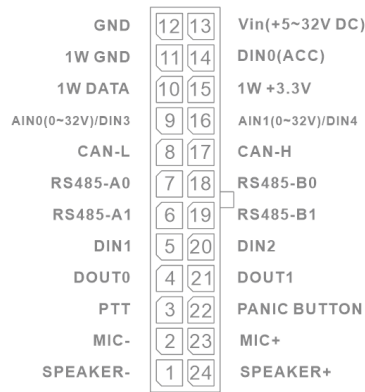 GND 12 13 Vin(+5~32V DC)
1W GND 11 14 DIN0(ACC)
1W DATA 10 15 1W +3.3V
AIN0(0~32V)/DIN3 9 16 AIN1(0~32V)/DIN4
CAN-L 8 17 CAN-H
RS485-A0 7 18 RS485-B0
RS485-A1 6 19 RS485-B1
DIN1 5 20 DIN2
DOUT0 4 21 DOUT1
PTT 3 22 PANIC BUTTON
MIC- 2 23 MIC+
SPEAKER- 1 24 SPEAKER+